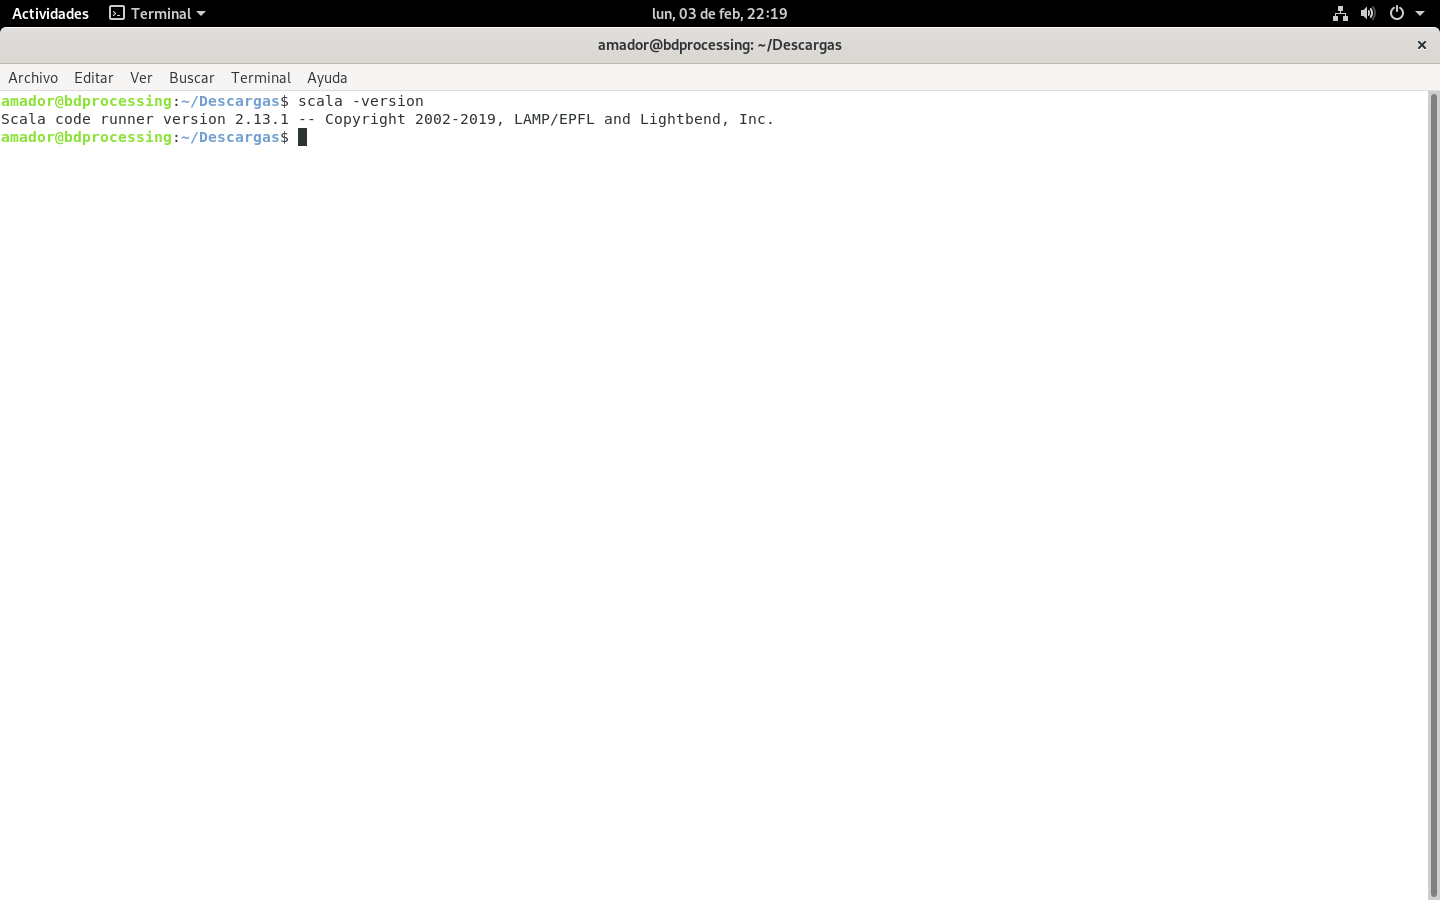 Actividades Terminal lun, 03 de feb, 22:19
amador@bdprocessing: ~/Descargas
Archivo Editar Ver Buscar Terminal Ayuda
amador@bdprocessing:~/Descargas$ scala -version
Scala code runner version 2.13.1 -- Copyright 2002-2019, LAMP/EPFL and Lightbend, Inc.
amador@bdprocessing:~/Descargas$